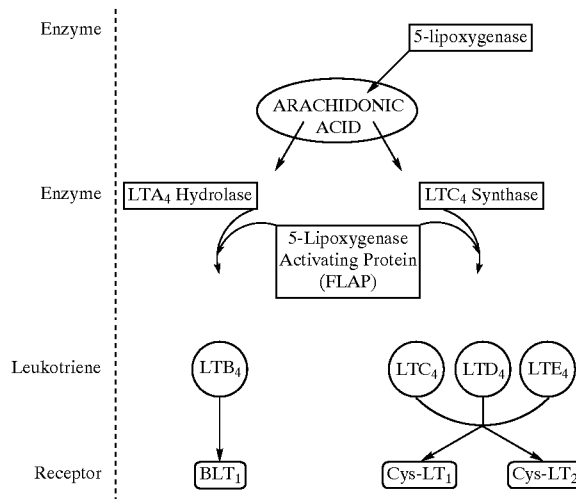 Enzyme
5-lipoxygenase
ARACHIDONIC
ACID
Enzyme
LTA₄ Hydrolase
LTC₄ Synthase
5-Lipoxygenase
Activating Protein
(FLAP)
Leukotriene
LTB₄
LTC₄
LTD₄
LTE₄
Receptor
BLT₁
Cys-LT₁
Cys-LT₂